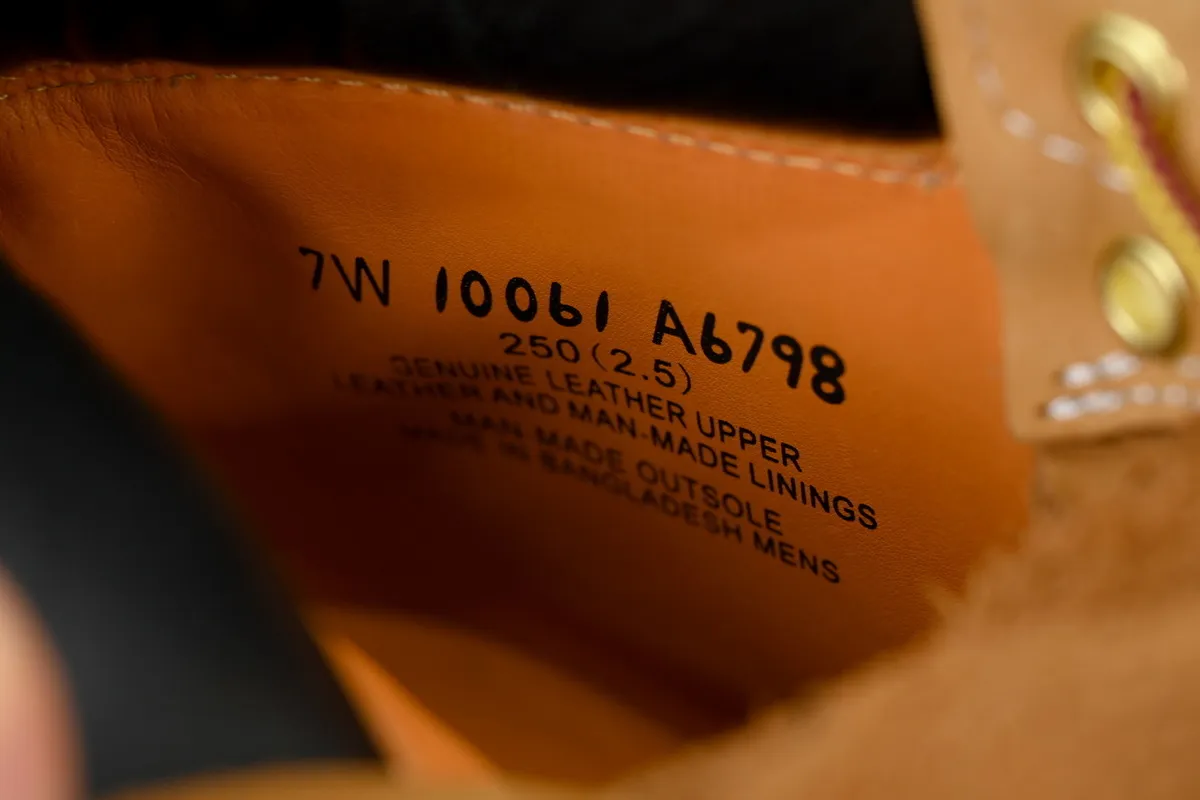 7W 10061 A6798
250 (2.5)
GENUINE LEATHER UPPER
LEATHER AND MAN-MADE LININGS
MAN MADE OUTSOLE
MADE IN BANGLADESH MENS